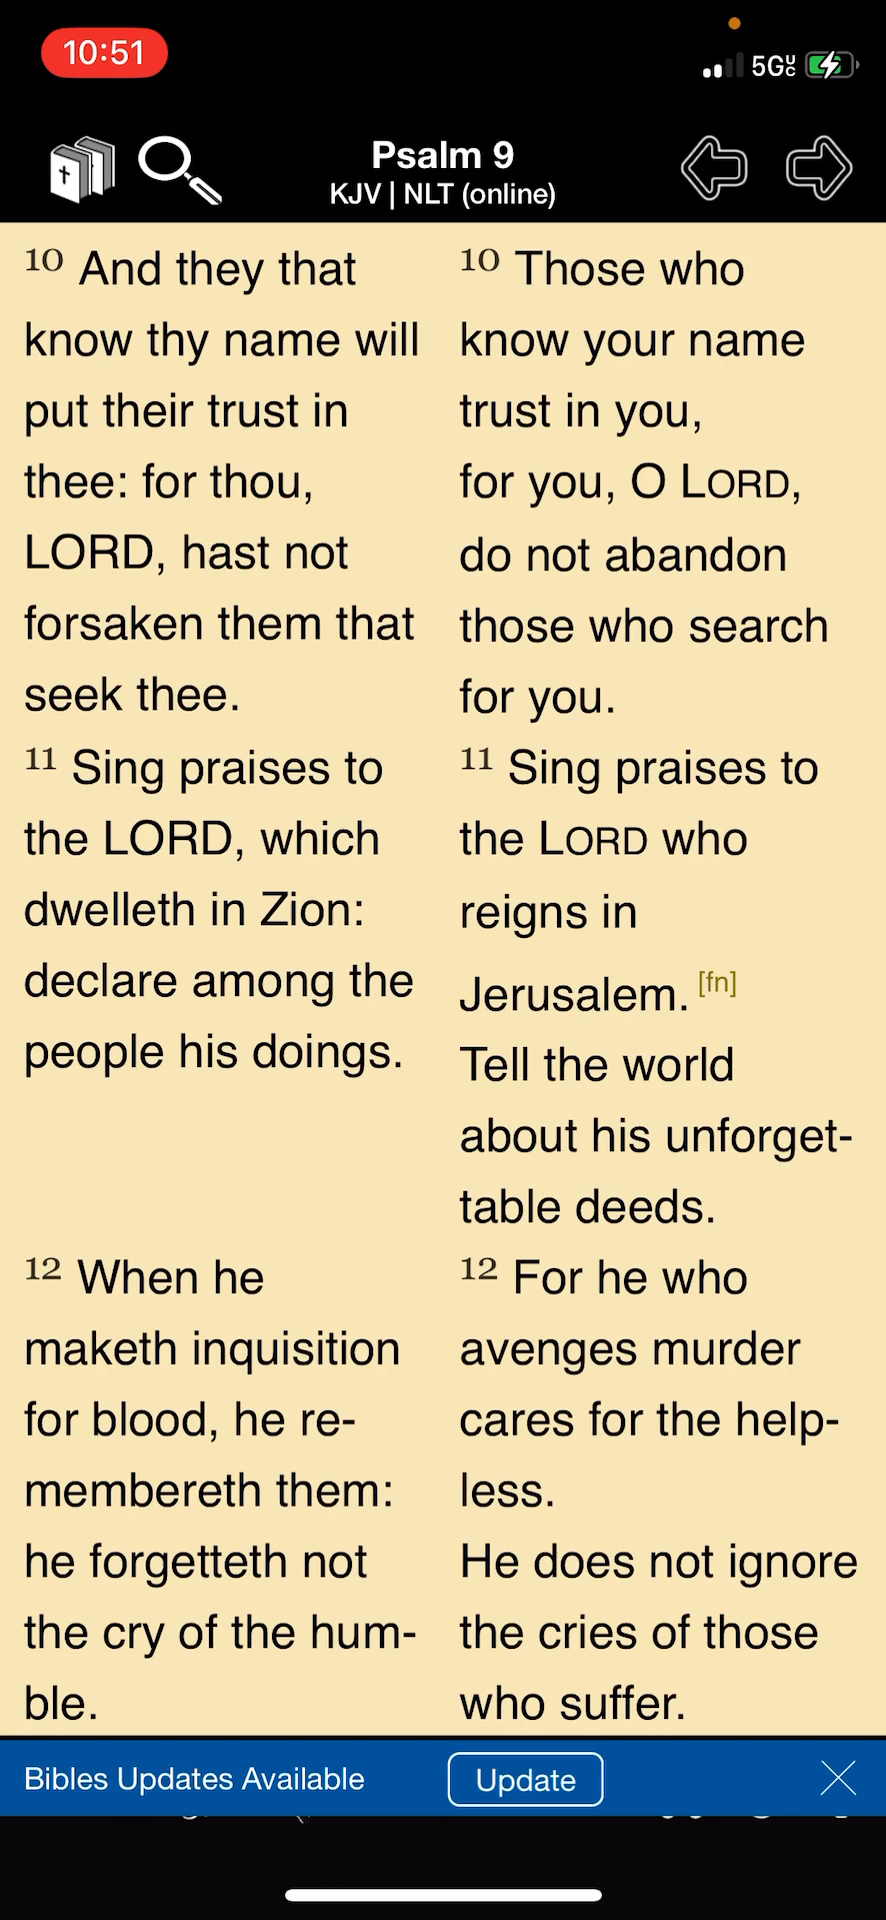 10:51
5GUC
Psalm 9
KJV | NLT (online)
10 And they that
know thy name will
put their trust in
thee: for thou,
LORD, hast not
forsaken them that
seek thee.
11 Sing praises to
the LORD, which
dwelleth in Zion:
declare among the
people his doings.
12 When he
maketh inquisition
for blood, he re-
membereth them:
he forgetteth not
the cry of the hum-
ble.
10 Those who
know your name
trust in you,
for you, O LORD,
do not abandon
those who search
for you.
11 Sing praises to
the LORD who
reigns in
Jerusalem. [fn]
Tell the world
about his unforget-
table deeds.
12 For he who
avenges murder
cares for the help-
less.
He does not ignore
the cries of those
who suffer.
Bibles Updates Available
Update